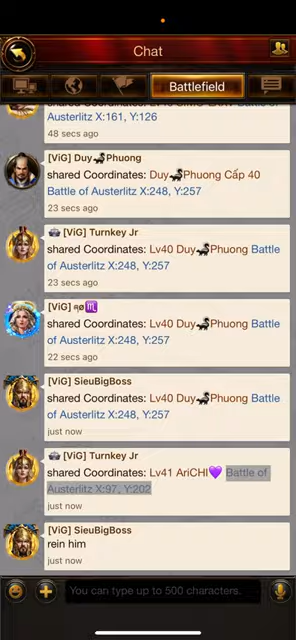 Chat
Battlefield
shared Coordinates:
Battle of
Austerlitz X:161, Y:126
48 secs ago
[ViG] Duy🦨Phuong
shared Coordinates: Duy🦨Phuong Cấp 40
Battle of Austerlitz X:248, Y:257
23 secs ago
[ViG] Turnkey Jr
shared Coordinates: Lv40 Duy🦨Phuong Battle
of Austerlitz X:248, Y:257
23 secs ago
[ViG]
shared Coordinates: Lv40 Duy🦨Phuong Battle
of Austerlitz X:248, Y:257
22 secs ago
[ViG] SieuBigBoss
shared Coordinates: Lv40 Duy🦨Phuong Battle
of Austerlitz X:248, Y:257
just now
[ViG] Turnkey Jr
shared Coordinates: Lv41 AriCHI💜 Battle of
Austerlitz X:97, Y:202
just now
[ViG] SieuBigBoss
rein him
just now
You can type up to 500 characters.